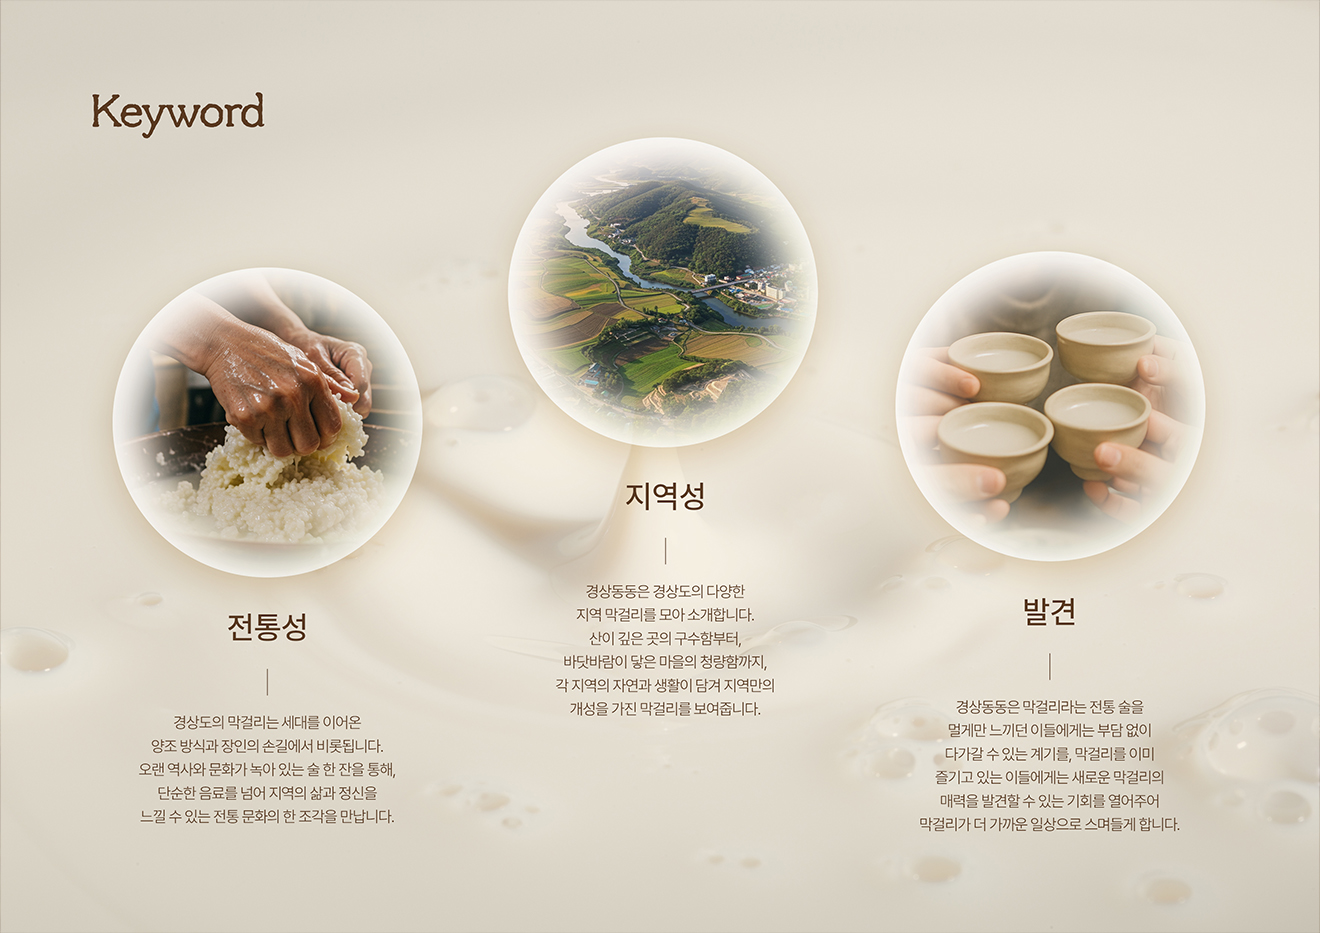 Keyword
전통성
경상도의 막걸리는 세대를 이어온
양조 방식과 장인의 손길에서 비롯됩니다.
오랜 역사와 문화가 녹아 있는 술 한 잔을 통해,
단순한 음료를 넘어 지역의 삶과 정신을
느낄 수 있는 전통 문화의 한 조각을 만납니다.
지역성
경상동동은 경상도의 다양한
지역 막걸리를 모아 소개합니다.
산이 깊은 곳의 구수함부터,
바닷바람이 닿은 마을의 청량함까지,
각 지역의 자연과 생활이 담겨 지역만의
개성을 가진 막걸리를 보여줍니다.
발견
경상동동은 막걸리라는 전통 술을
멀게만 느끼던 이들에게는 부담 없이
다가갈 수 있는 계기를, 막걸리를 이미
즐기고 있는 이들에게는 새로운 막걸리의
매력을 발견할 수 있는 기회를 열어주어
막걸리가 더 가까운 일상으로 스며들게 합니다.